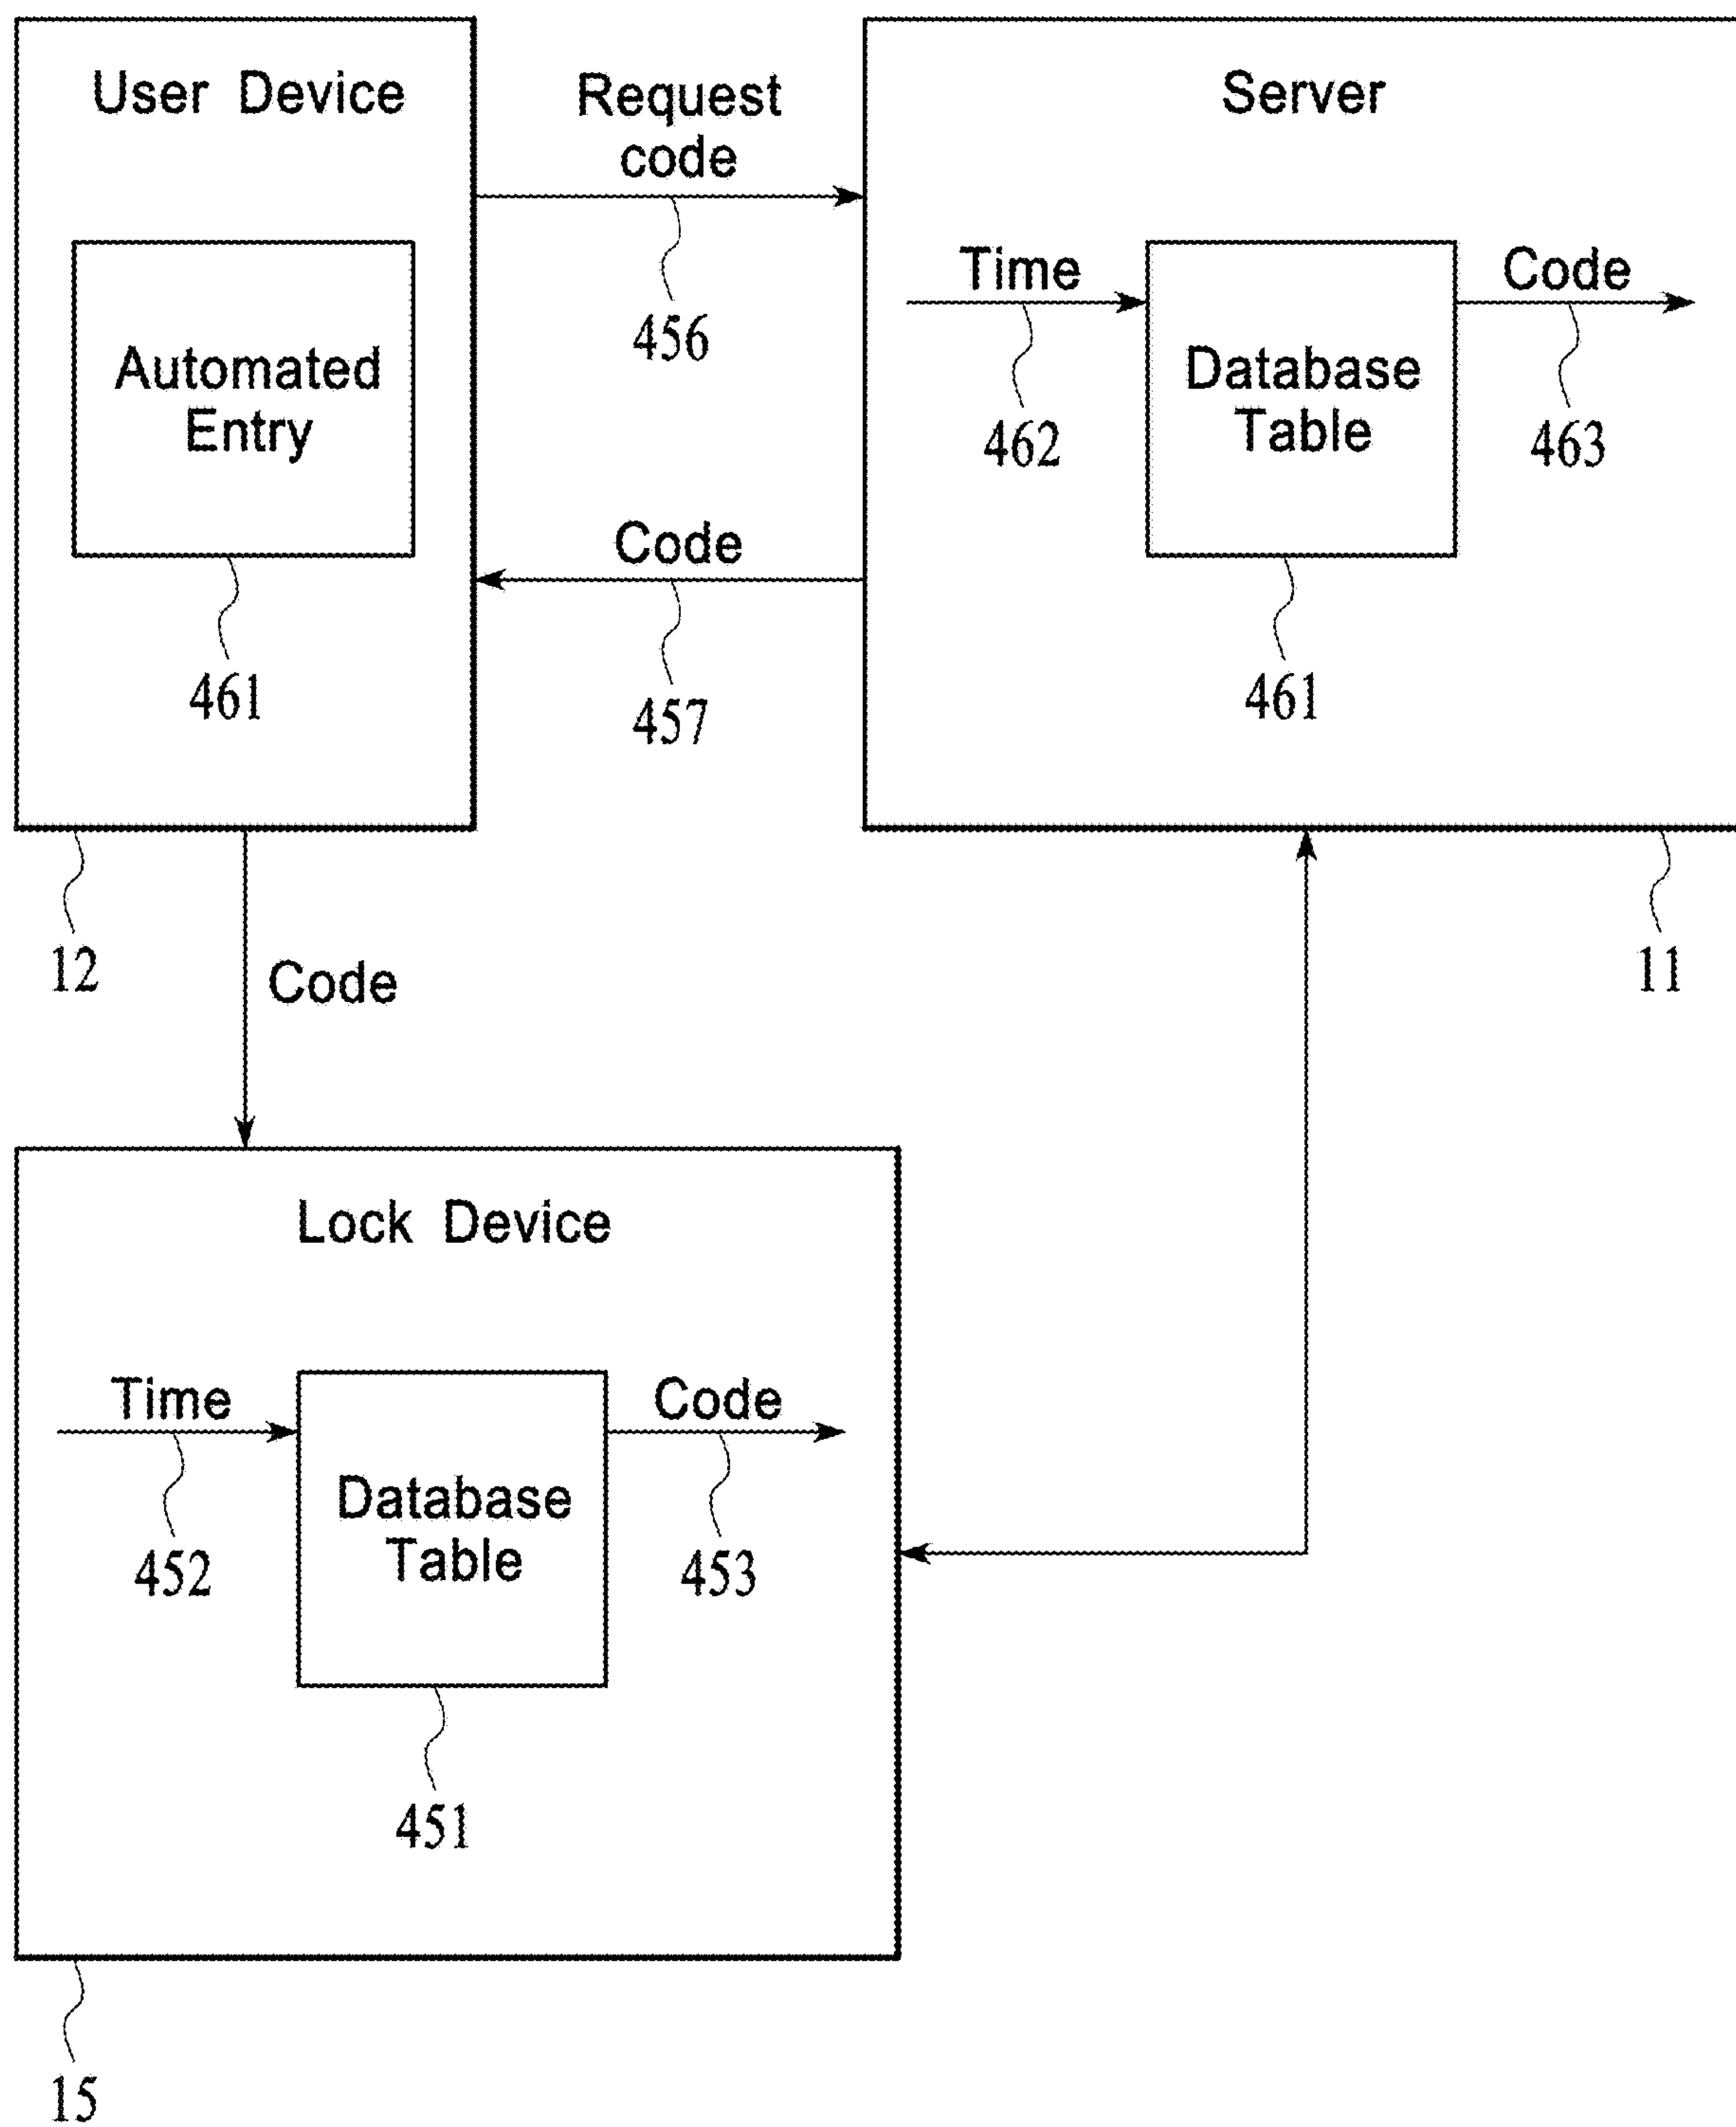 User Device
Request
code
Server
456
Automated
Entry
461
Time
Code
Database
Table
462
463
461
Code
457
12
11
Code
Lock Device
Time
Code
Database
Table
452
453
451
15